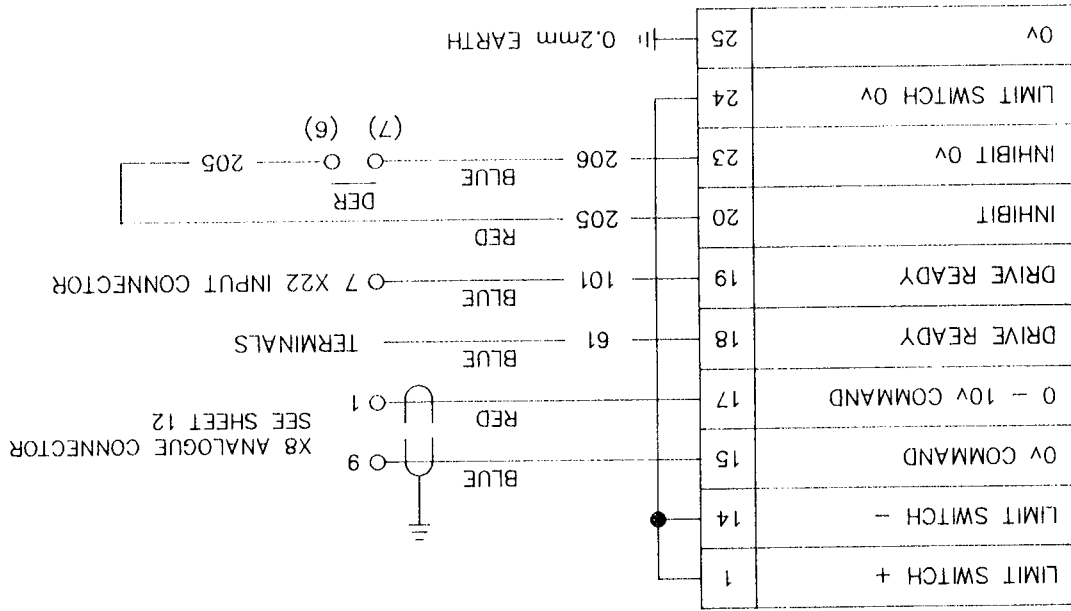 LIMIT SWITCH + 1
LIMIT SWITCH - 14
0v COMMAND 15 BLUE 9
X8 ANALOGUE CONNECTOR
SEE SHEET 12
0 - 10v COMMAND 17 RED 1
DRIVE READY 18 61 BLUE TERMINALS
DRIVE READY 19 101 BLUE 7 X22 INPUT CONNECTOR
INHIBIT 20 205 RED
DER
INHIBIT 0v 23 206 BLUE 205
(7) (6)
LIMIT SWITCH 0v 24
0v 25 0.2mm EARTH